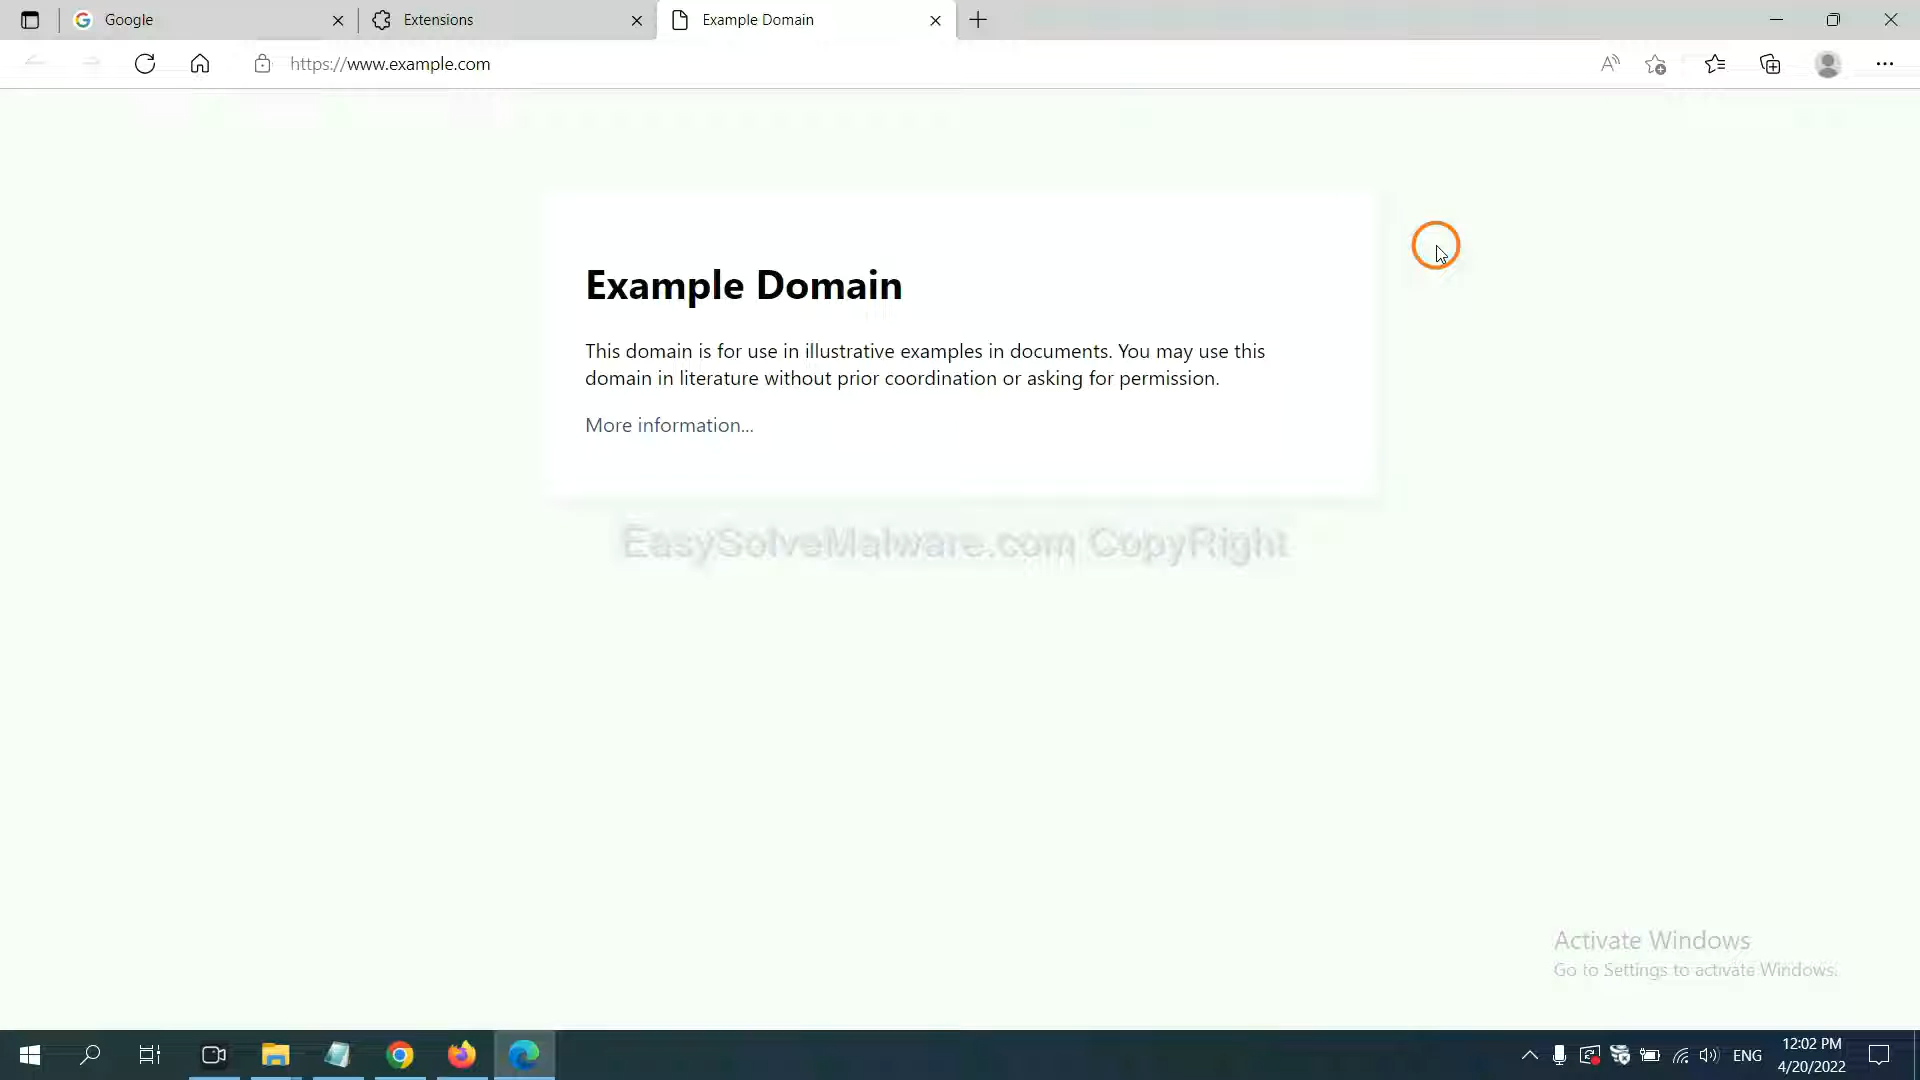 Google
Extensions
Example Domain
https://www.example.com
Example Domain
This domain is for use in illustrative examples in documents. You may use this
domain in literature without prior coordination or asking for permission.
More information...
EasySolveMalware.com CopyRight
Activate Windows
Go to Settings to activate Windows.
ENG
12:02 PM
4/20/2022